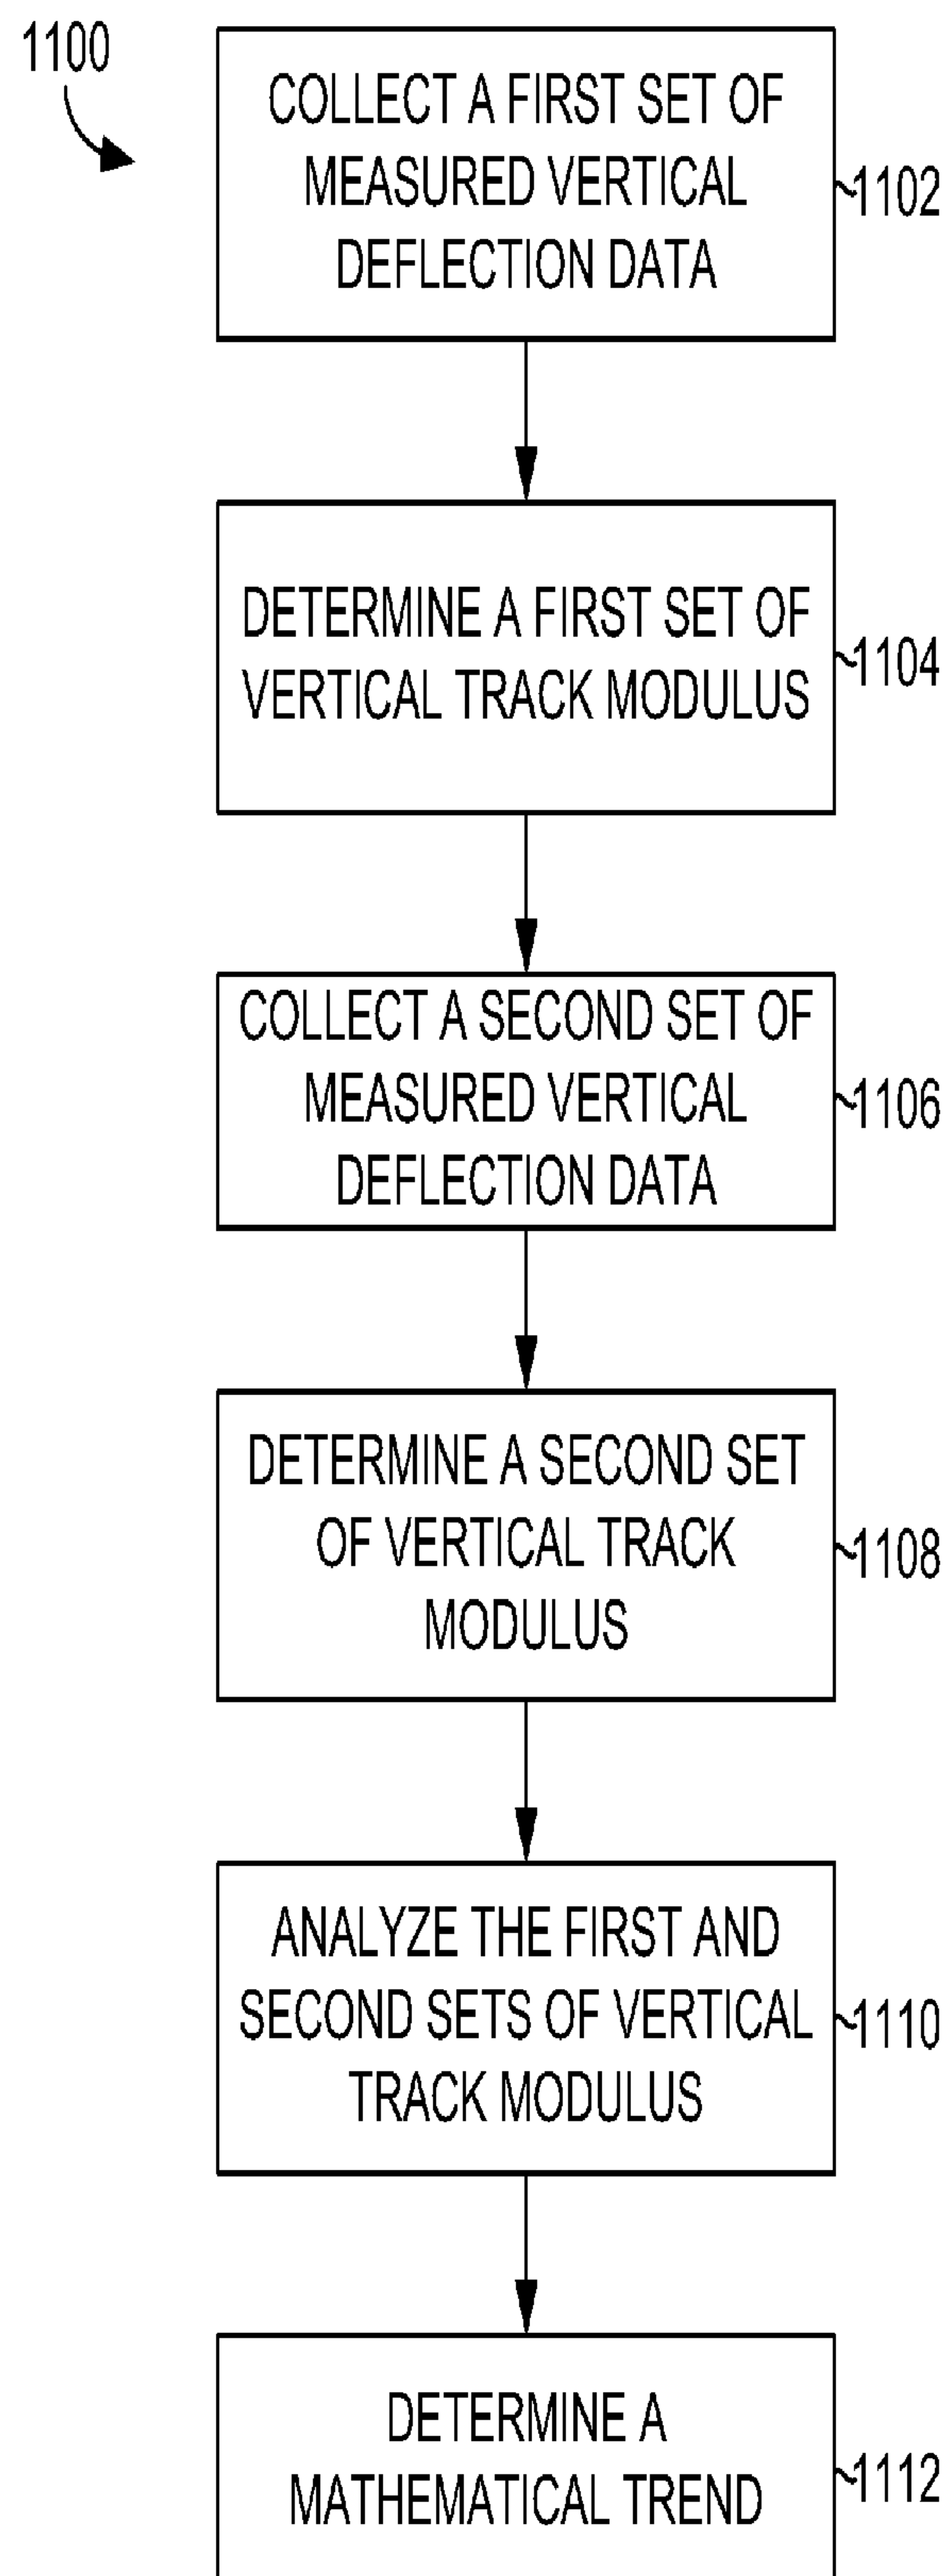 1100
COLLECT A FIRST SET OF
MEASURED VERTICAL
DEFLECTION DATA
1102
DETERMINE A FIRST SET OF
VERTICAL TRACK MODULUS
1104
COLLECT A SECOND SET OF
MEASURED VERTICAL
DEFLECTION DATA
1106
DETERMINE A SECOND SET
OF VERTICAL TRACK
MODULUS
1108
ANALYZE THE FIRST AND
SECOND SETS OF VERTICAL
TRACK MODULUS
1110
DETERMINE A
MATHEMATICAL TREND
1112